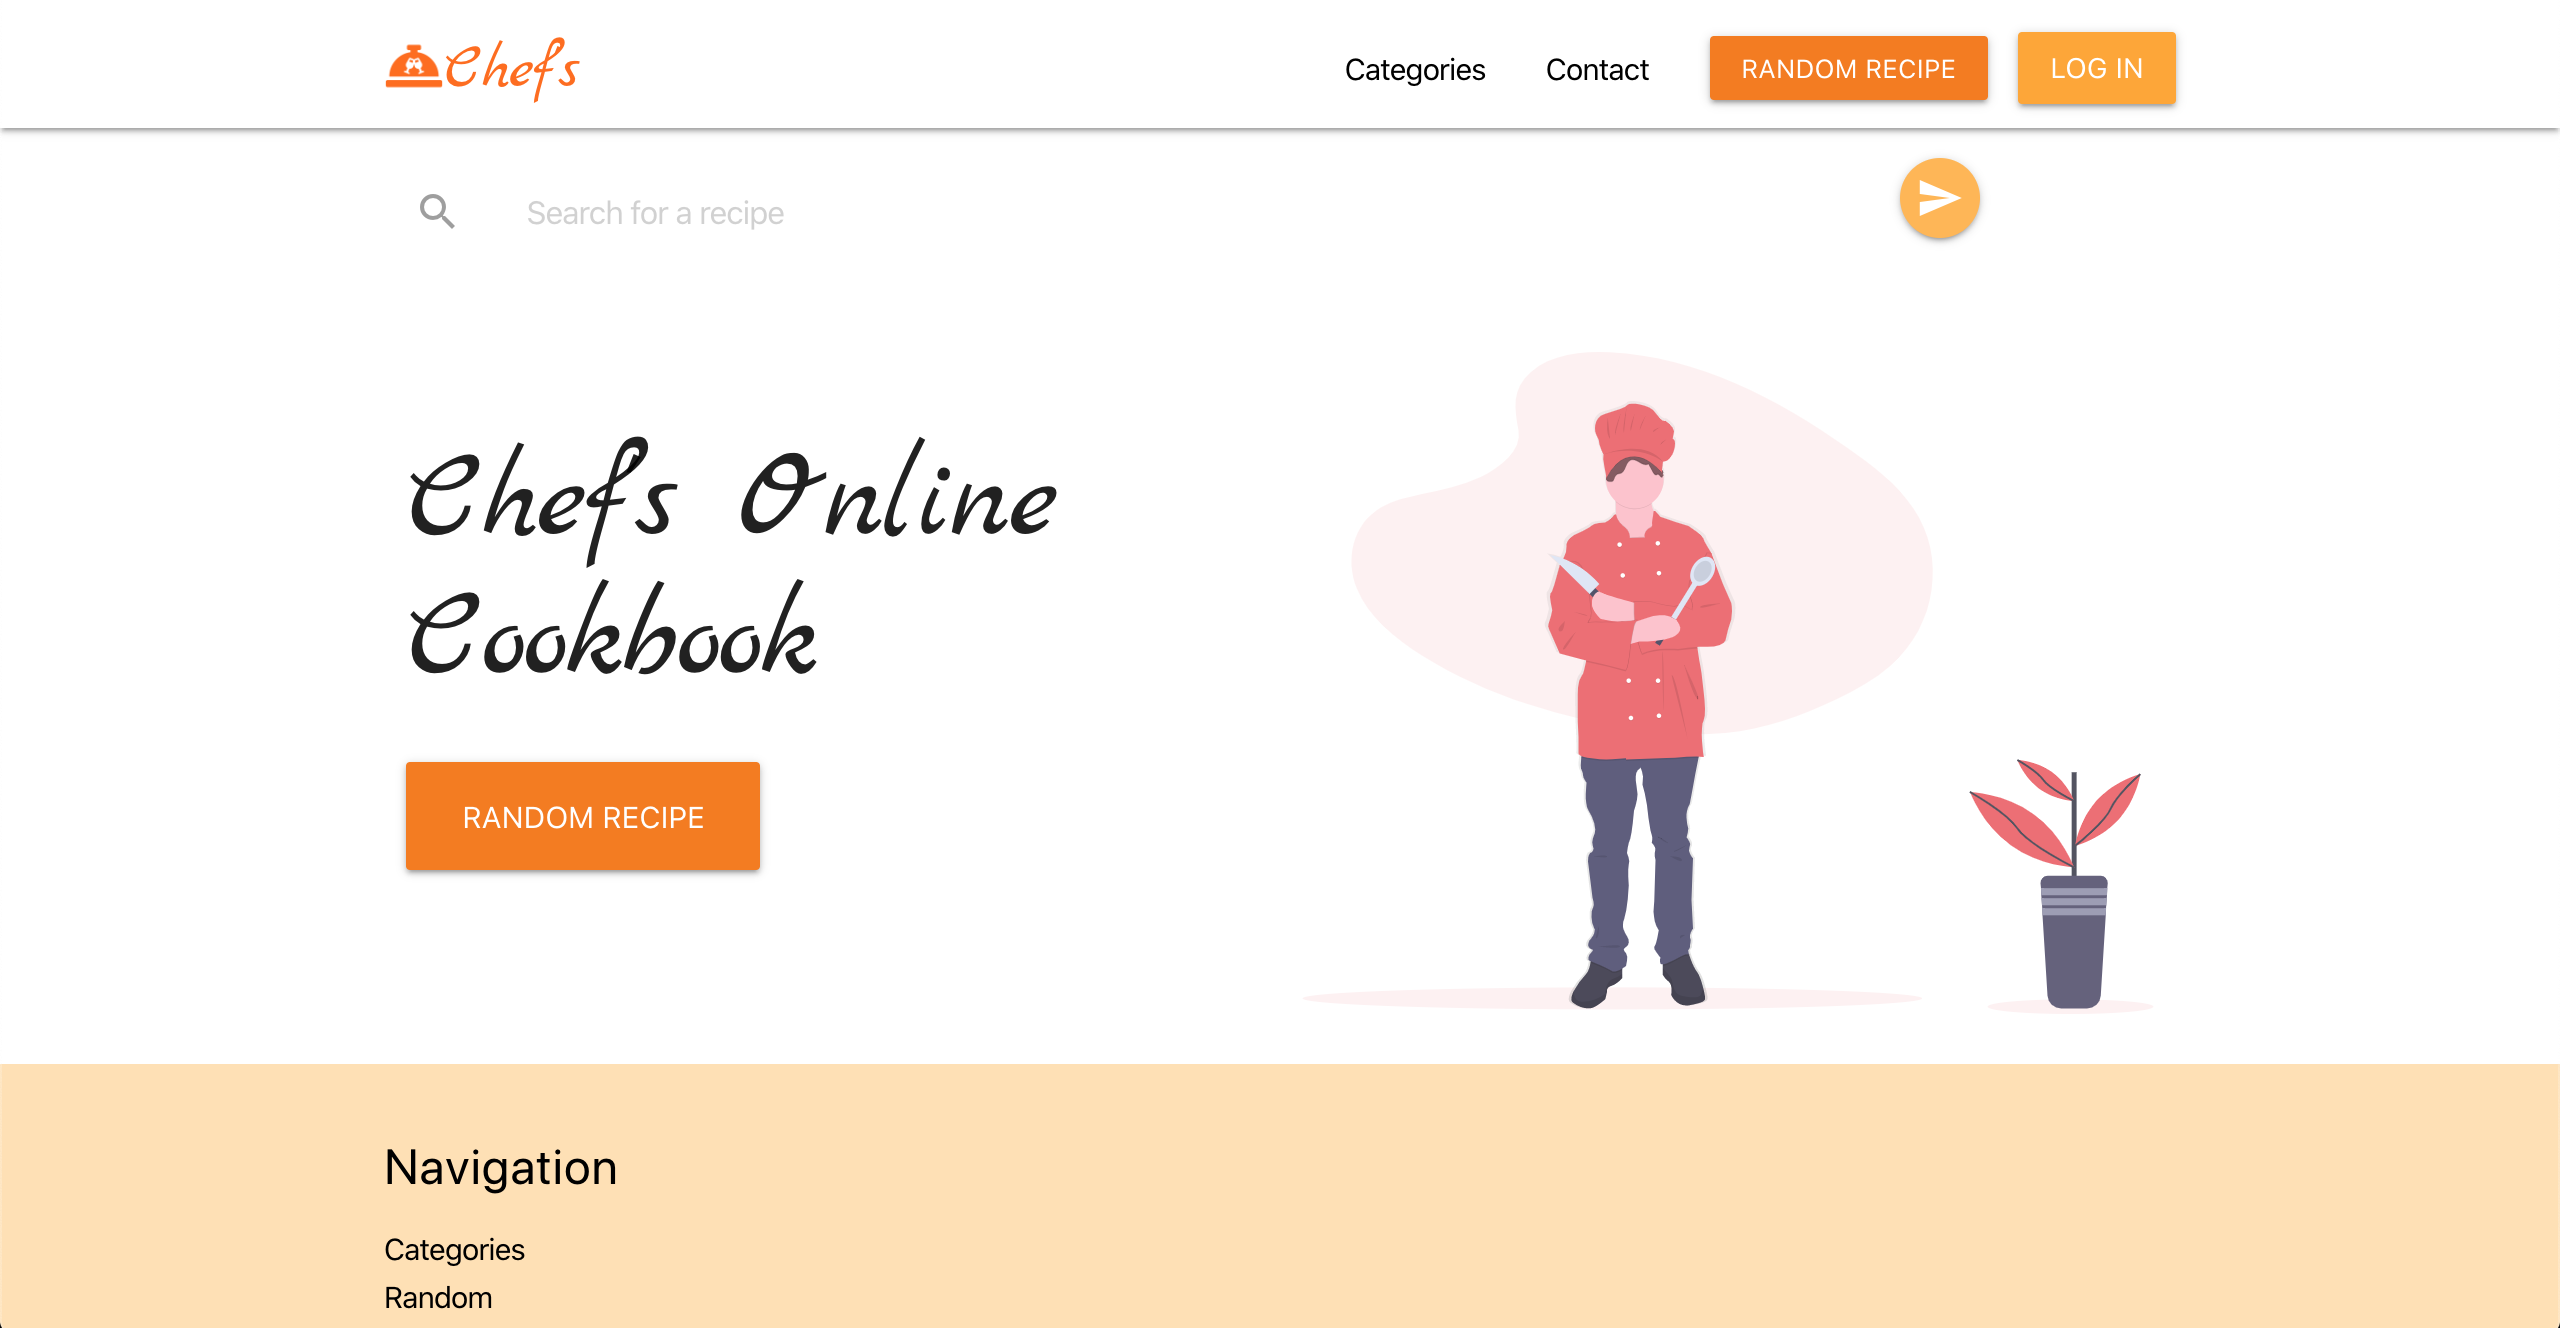 Chefs
Categories Contact RANDOM RECIPE LOG IN
Search for a recipe
Chefs Online
Cookbook
RANDOM RECIPE
Navigation
Categories
Random